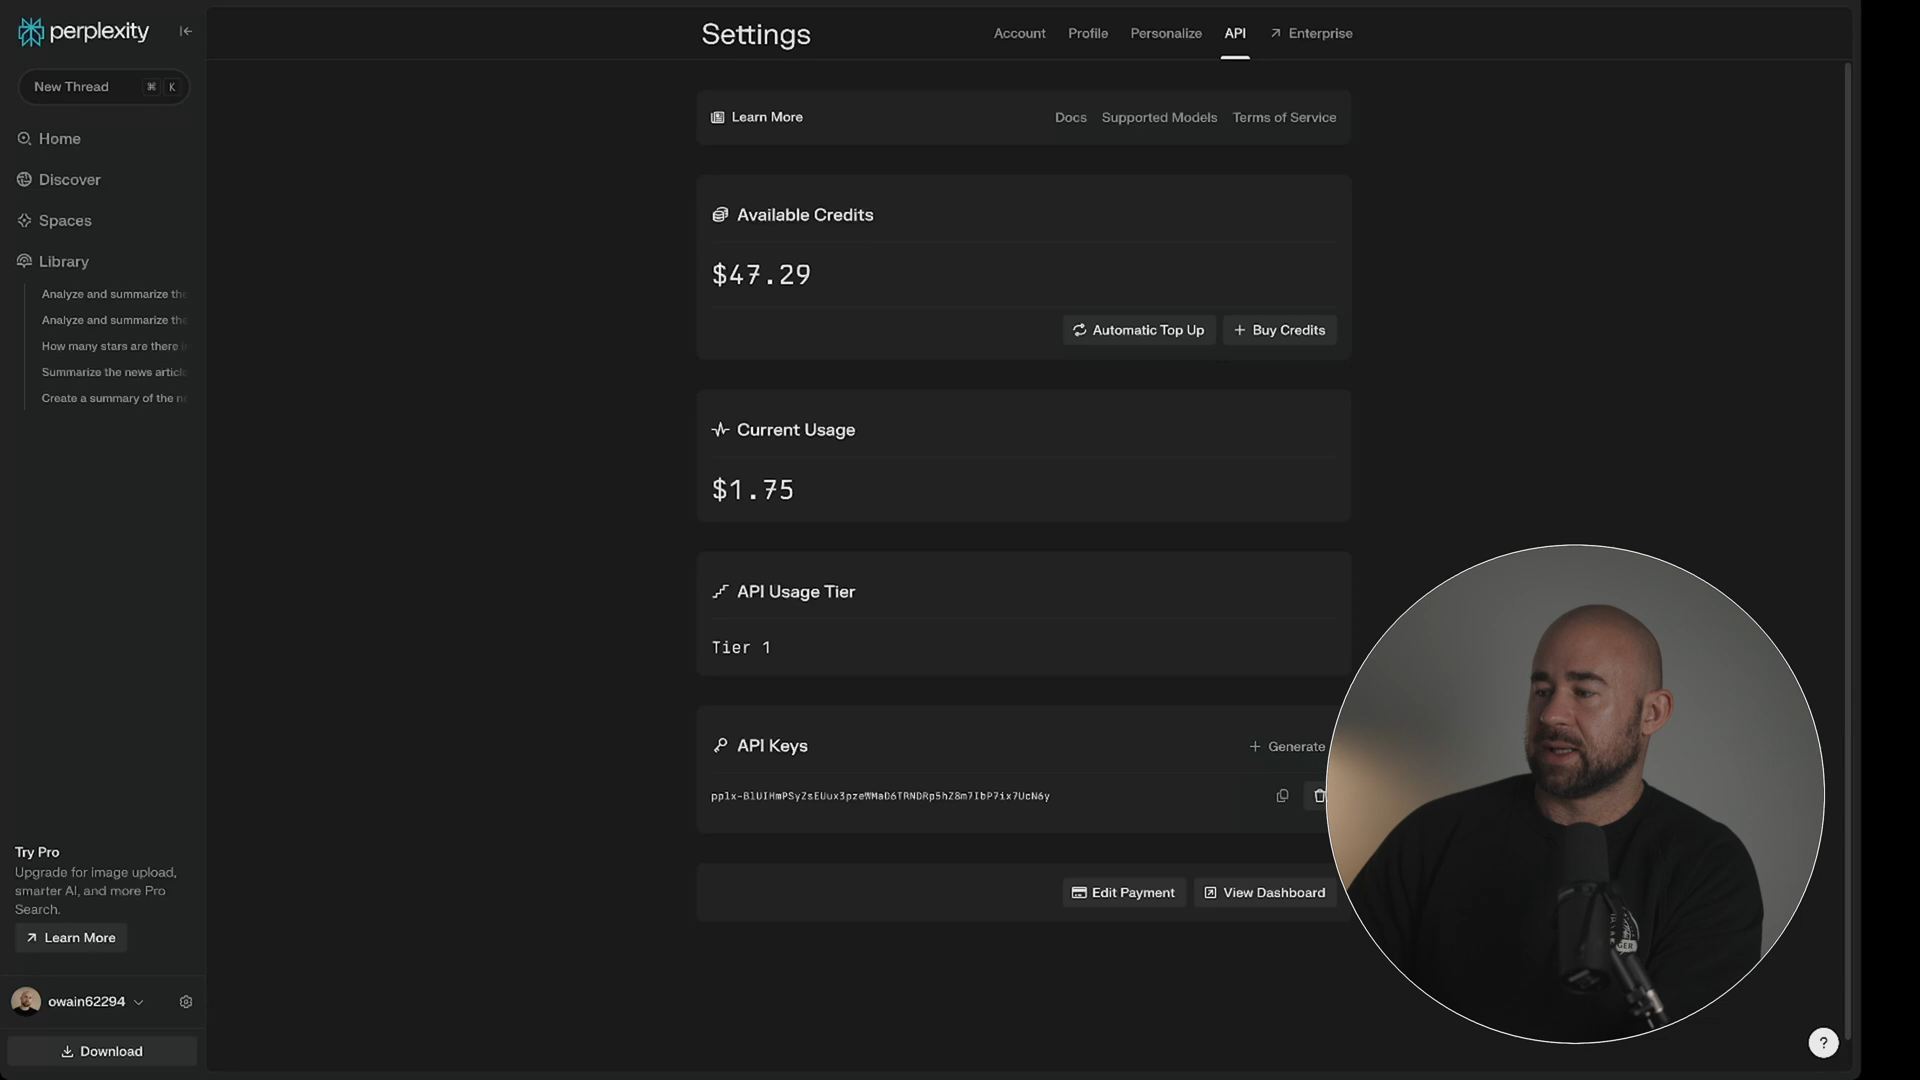 perplexity
New Thread ⌘ K
Home
Discover
Spaces
Library
Analyze and summarize the
Analyze and summarize the
How many stars are there i
Summarize the news article
Create a summary of the n
Try Pro
Upgrade for image upload,
smarter AI, and more Pro
Search.
Learn More
owain62294
Download
Settings
Account Profile Personalize API Enterprise
Learn More Docs Supported Models Terms of Service
Available Credits
$47.29
Automatic Top Up + Buy Credits
Current Usage
$1.75
API Usage Tier
Tier 1
API Keys + Generate
Edit Payment View Dashboard
GER
?